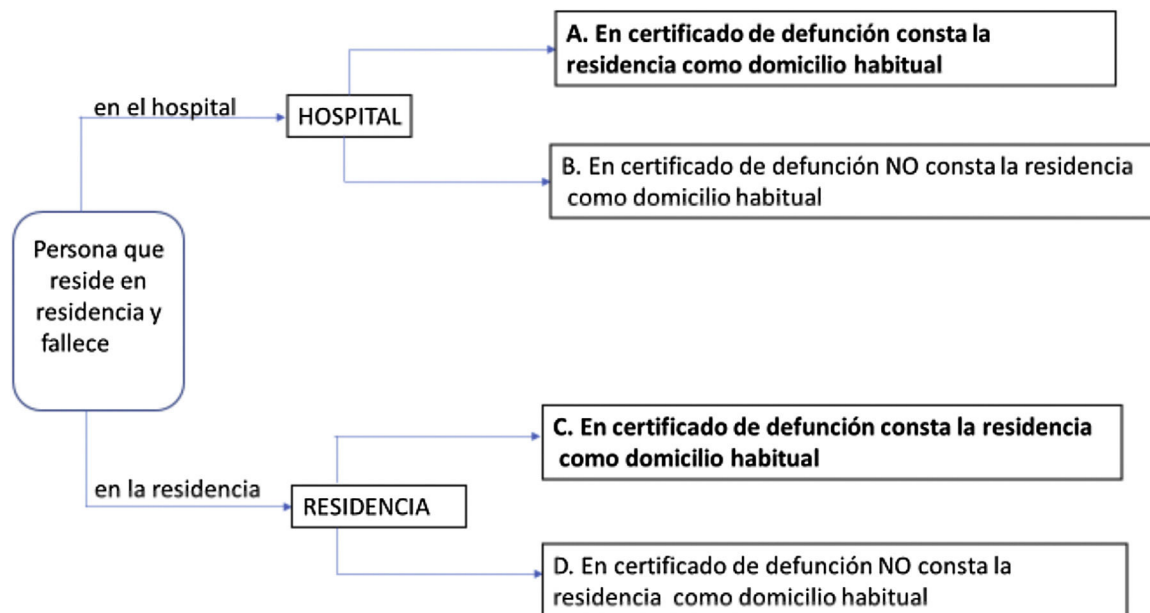 A. En certificado de defunción consta la
residencia como domicilio habitual
en el hospital
HOSPITAL
B. En certificado de defunción NO consta la residencia
como domicilio habitual
Persona que
reside en
residencia y
fallece
C. En certificado de defunción consta la residencia
como domicilio habitual
en la residencia
RESIDENCIA
D. En certificado de defunción NO consta la
residencia como domicilio habitual